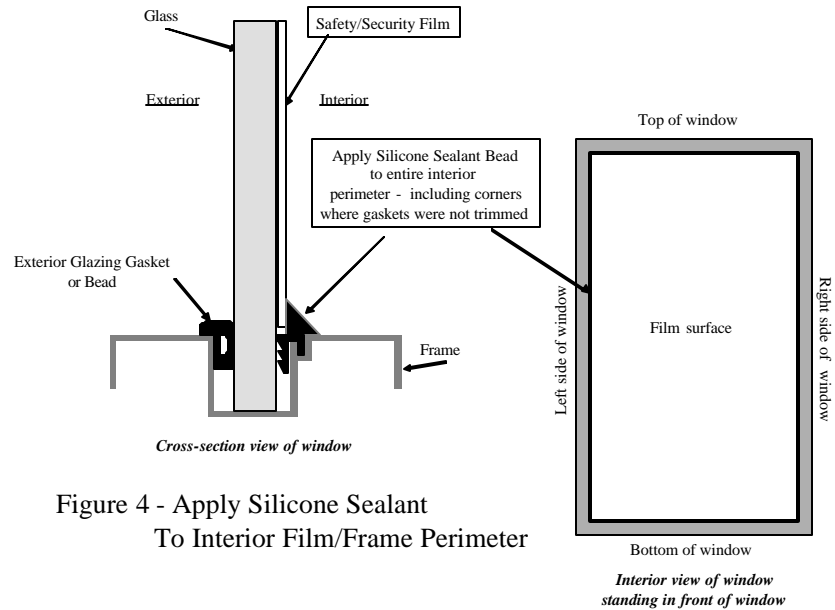 Glass
Safety/Security Film
Exterior
Interior
Apply Silicone Sealant Bead
to entire interior
perimeter - including corners
where gaskets were not trimmed
Exterior Glazing Gasket
or Bead
Frame
Cross-section view of window
Figure 4 - Apply Silicone Sealant
To Interior Film/Frame Perimeter
Top of window
Left side of window
Film surface
Right side of window
Bottom of window
Interior view of window
standing in front of window